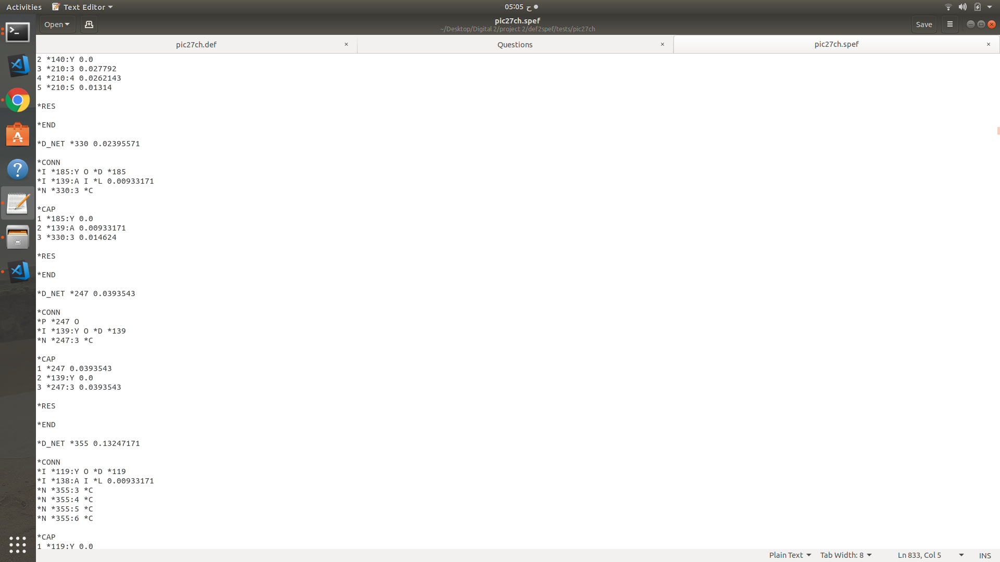 Activities
Text Editor
05:05 ح
Open
pic27ch.spef
~/Desktop/Digital 2/project 2/def2spef/tests/pic27ch
Save
pic27ch.def
Questions
pic27ch.spef
2 *140:Y 0.0
3 *210:3 0.027792
4 *210:4 0.0262143
5 *210:5 0.01314
*RES
*END
*D_NET *330 0.02395571
*CONN
*I *185:Y O *D *185
*I *139:A I *L 0.00933171
*N *330:3 *C
*CAP
1 *185:Y 0.0
2 *139:A 0.00933171
3 *330:3 0.014624
*RES
*END
*D_NET *247 0.0393543
*CONN
*P *247 O
*I *139:Y O *D *139
*N *247:3 *C
*CAP
1 *247 0.0393543
2 *139:Y 0.0
3 *247:3 0.0393543
*RES
*END
*D_NET *355 0.13247171
*CONN
*I *119:Y O *D *119
*I *138:A I *L 0.00933171
*N *355:3 *C
*N *355:4 *C
*N *355:5 *C
*N *355:6 *C
*CAP
1 *119:Y 0.0
Plain Text
Tab Width: 8
Ln 833, Col 5
INS